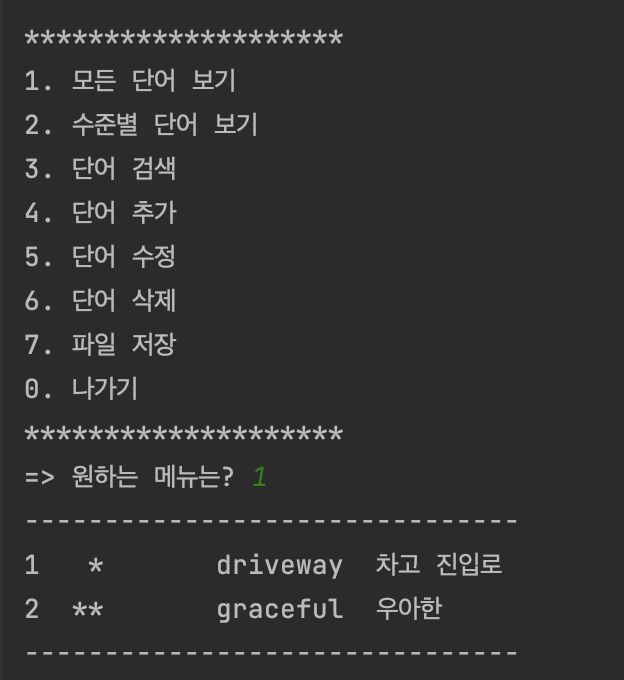 ********************
1. 모든 단어 보기
2. 수준별 단어 보기
3. 단어 검색
4. 단어 추가
5. 단어 수정
6. 단어 삭제
7. 파일 저장
0. 나가기
********************
=> 원하는 메뉴는? 1
-------------------------------
1   *       driveway  차고 진입로
2  **       graceful  우아한
-------------------------------